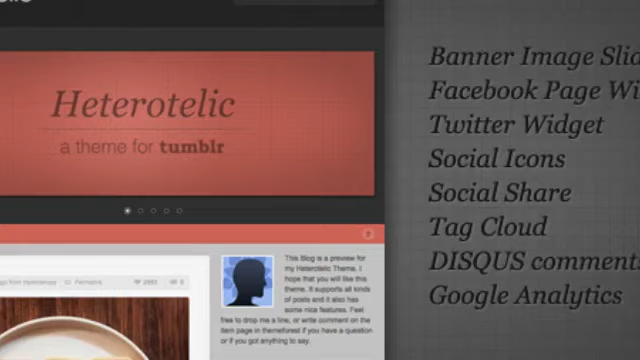 Heterotelic
a theme for tumblr
This Blog is a preview for
my Heterotelic Theme. I
hope that you will like this
theme. It supports all kinds
of posts and it also has
some nice features. Feel
free to drop me a line, or write comment on the
item page in themeforest if you have a question
or if you got anything to say.
Banner Image Slid
Facebook Page Wi
Twitter Widget
Social Icons
Social Share
Tag Cloud
DISQUS comments
Google Analytics